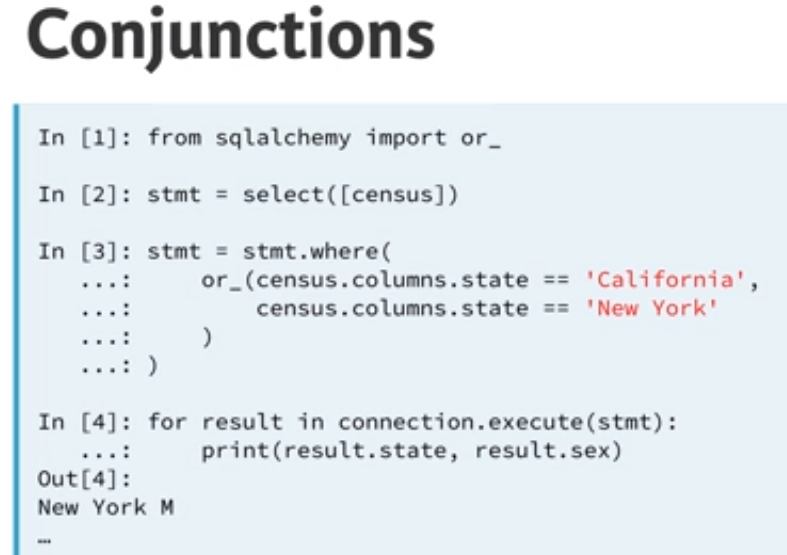 Conjunctions
In [1]: from sqlalchemy import or_
In [2]: stmt = select([census])
In [3]: stmt = stmt.where(
   ...:     or_(census.columns.state == 'California',
   ...:         census.columns.state == 'New York'
   ...:     )
   ...: )
In [4]: for result in connection.execute(stmt):
   ...:     print(result.state, result.sex)
Out[4]:
New York M
…